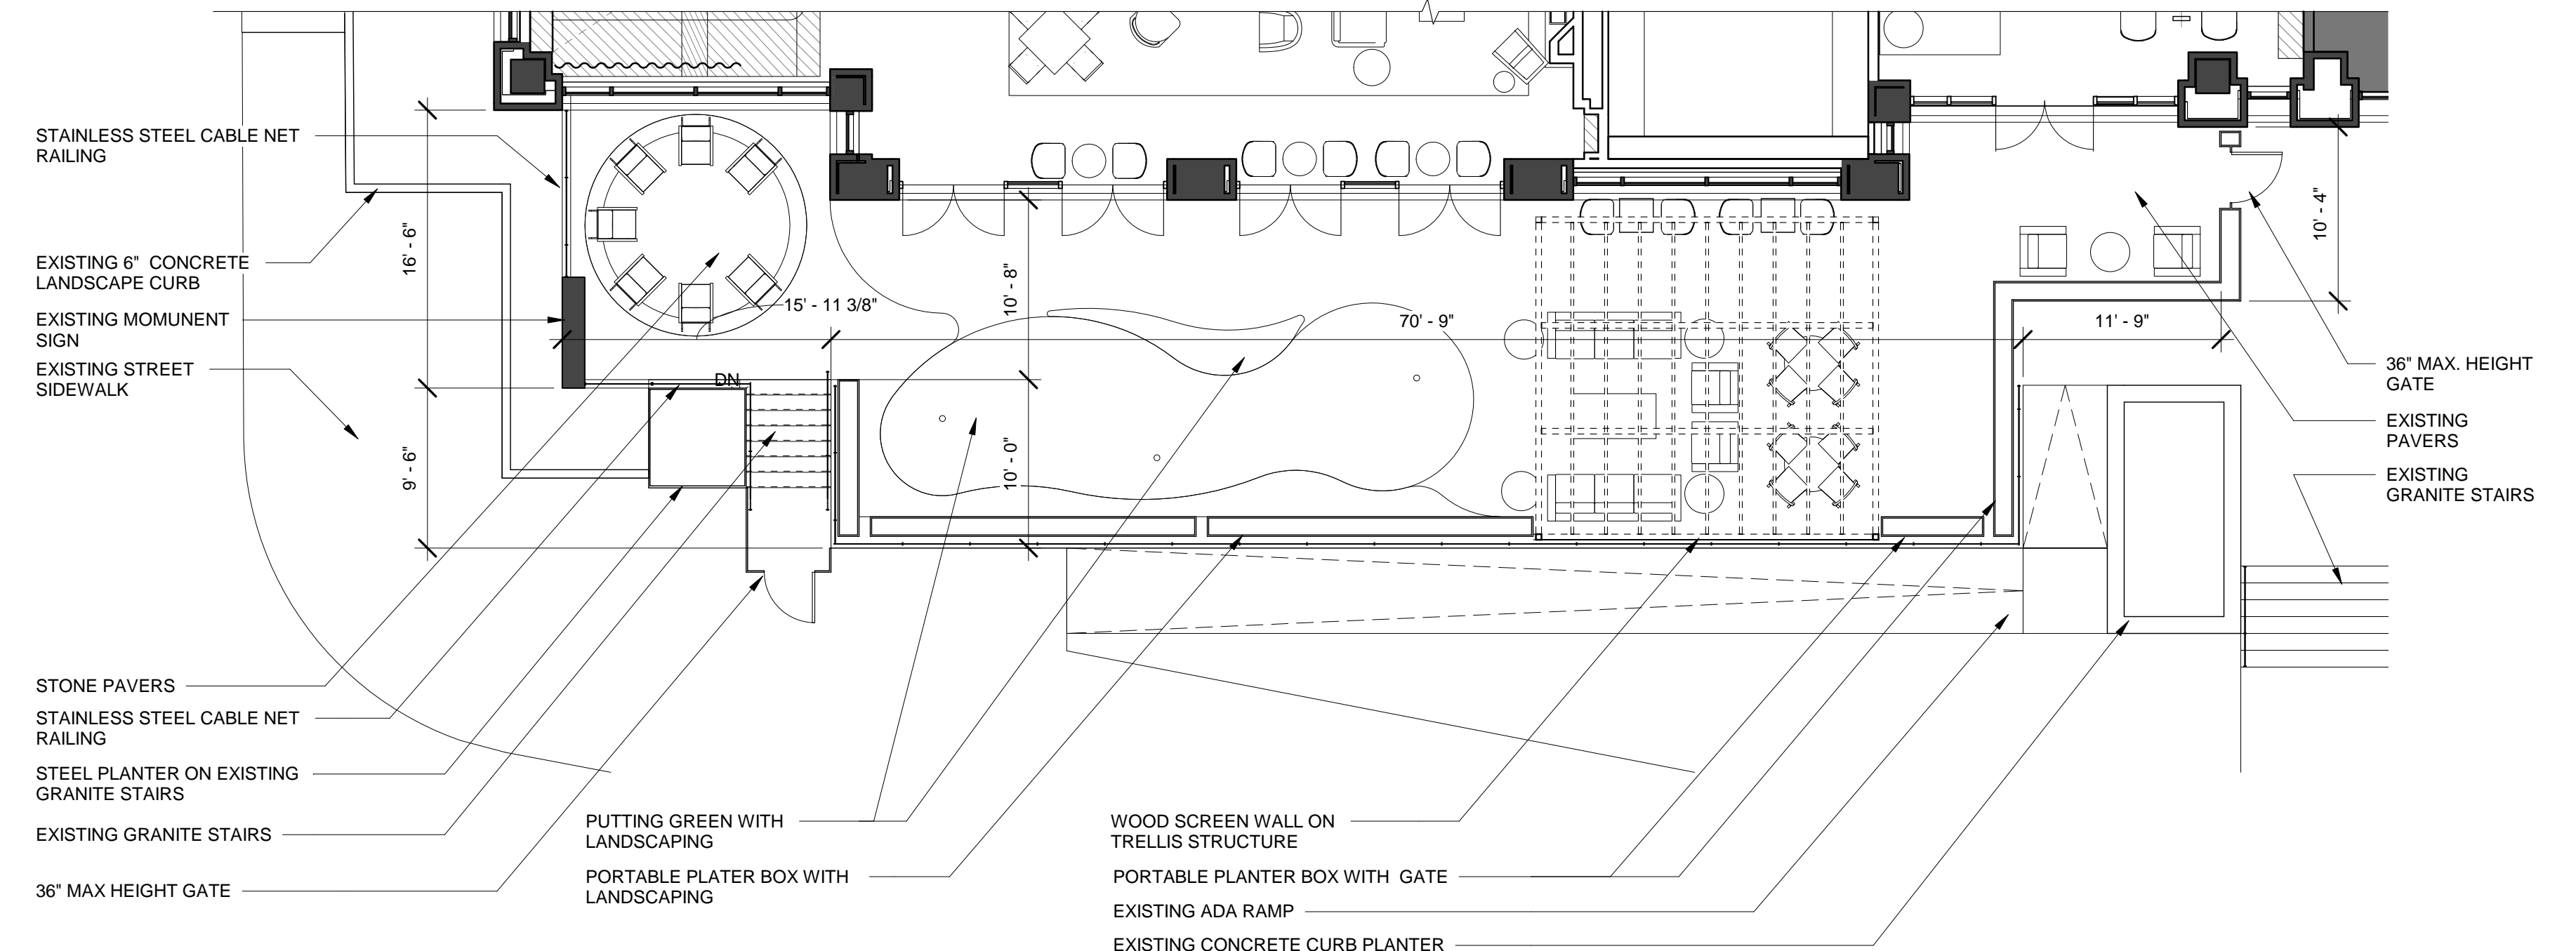 STAINLESS STEEL CABLE NET
RAILING
EXISTING 6" CONCRETE
LANDSCAPE CURB
EXISTING MOMUNENT
SIGN
EXISTING STREET
SIDEWALK
16' - 6"
9' - 6"
15' - 11 3/8"
DN
10' - 8"
10' - 0"
70' - 9"
10' - 4"
11' - 9"
36" MAX. HEIGHT
GATE
EXISTING
PAVERS
EXISTING
GRANITE STAIRS
STONE PAVERS
STAINLESS STEEL CABLE NET
RAILING
STEEL PLANTER ON EXISTING
GRANITE STAIRS
EXISTING GRANITE STAIRS
36" MAX HEIGHT GATE
PUTTING GREEN WITH
LANDSCAPING
PORTABLE PLATER BOX WITH
LANDSCAPING
WOOD SCREEN WALL ON
TRELLIS STRUCTURE
PORTABLE PLANTER BOX WITH GATE
EXISTING ADA RAMP
EXISTING CONCRETE CURB PLANTER